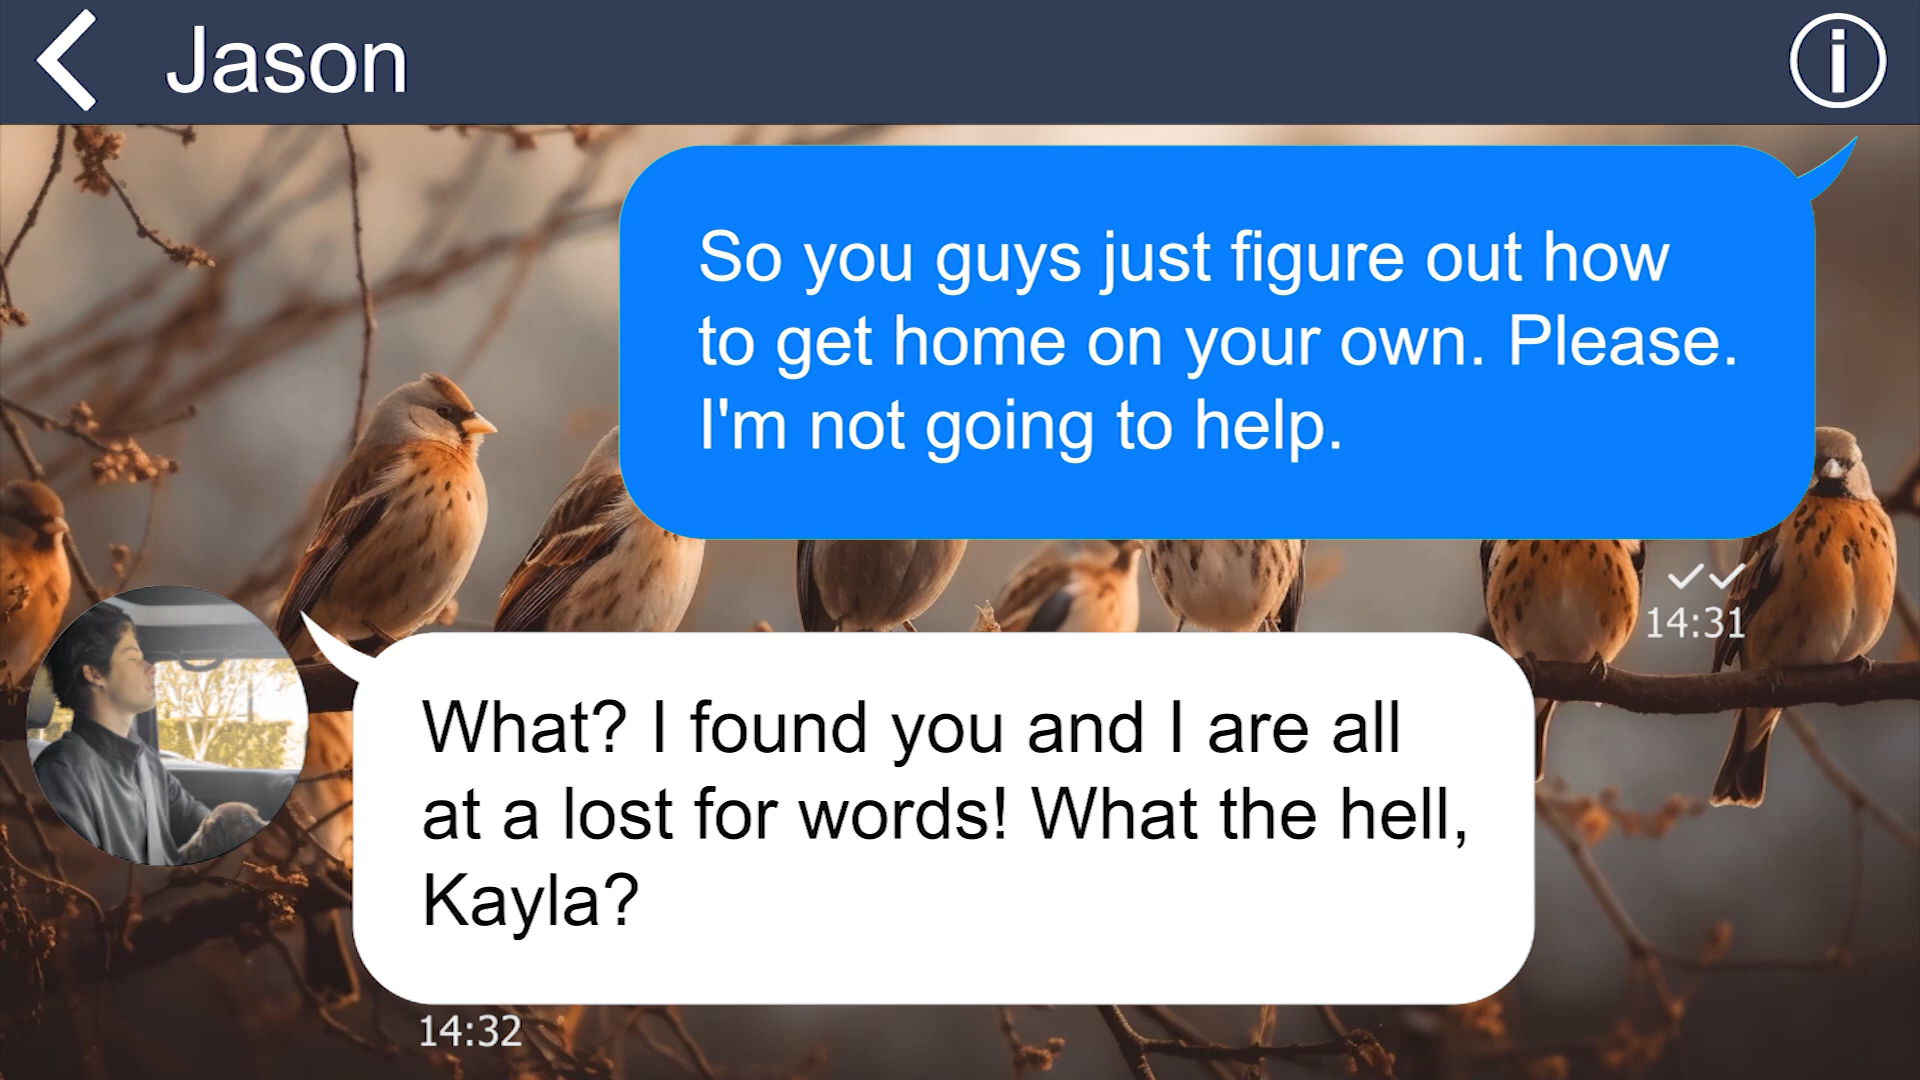 Jason
So you guys just figure out how
to get home on your own. Please.
I'm not going to help.
14:31
What? I found you and I are all
at a lost for words! What the hell,
Kayla?
14:32